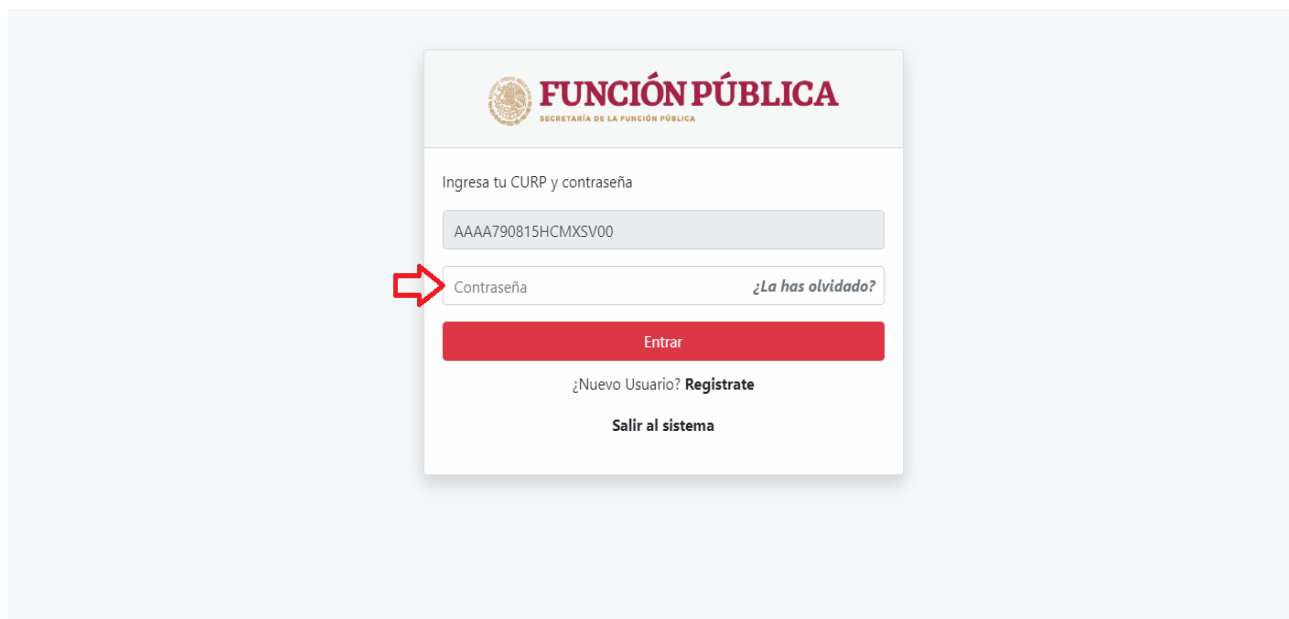 FUNCIÓN PÚBLICA
SECRETARÍA DE LA FUNCIÓN PÚBLICA
Ingresa tu CURP y contraseña
AAAA790815HCMXSV00
Contraseña ¿La has olvidado?
Entrar
¿Nuevo Usuario? Registrate
Salir al sistema